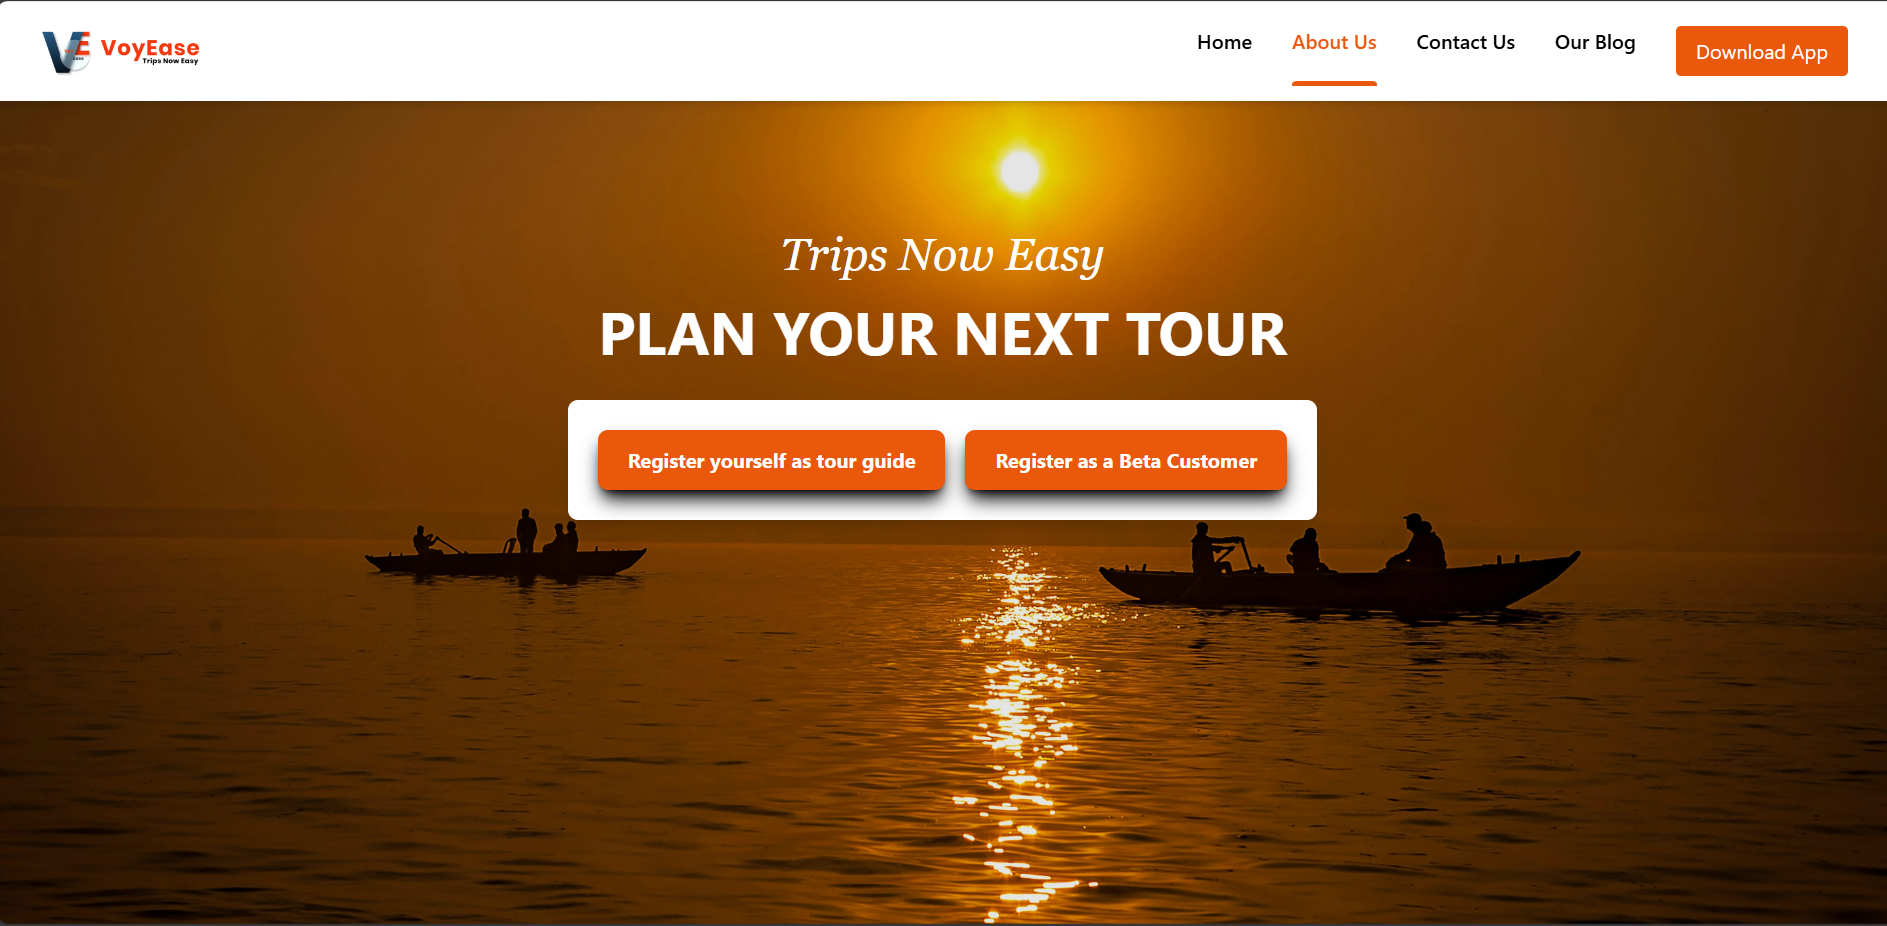 VoyEase
Trips Now Easy
Home
About Us
Contact Us
Our Blog
Download App
Trips Now Easy
PLAN YOUR NEXT TOUR
Register yourself as tour guide
Register as a Beta Customer